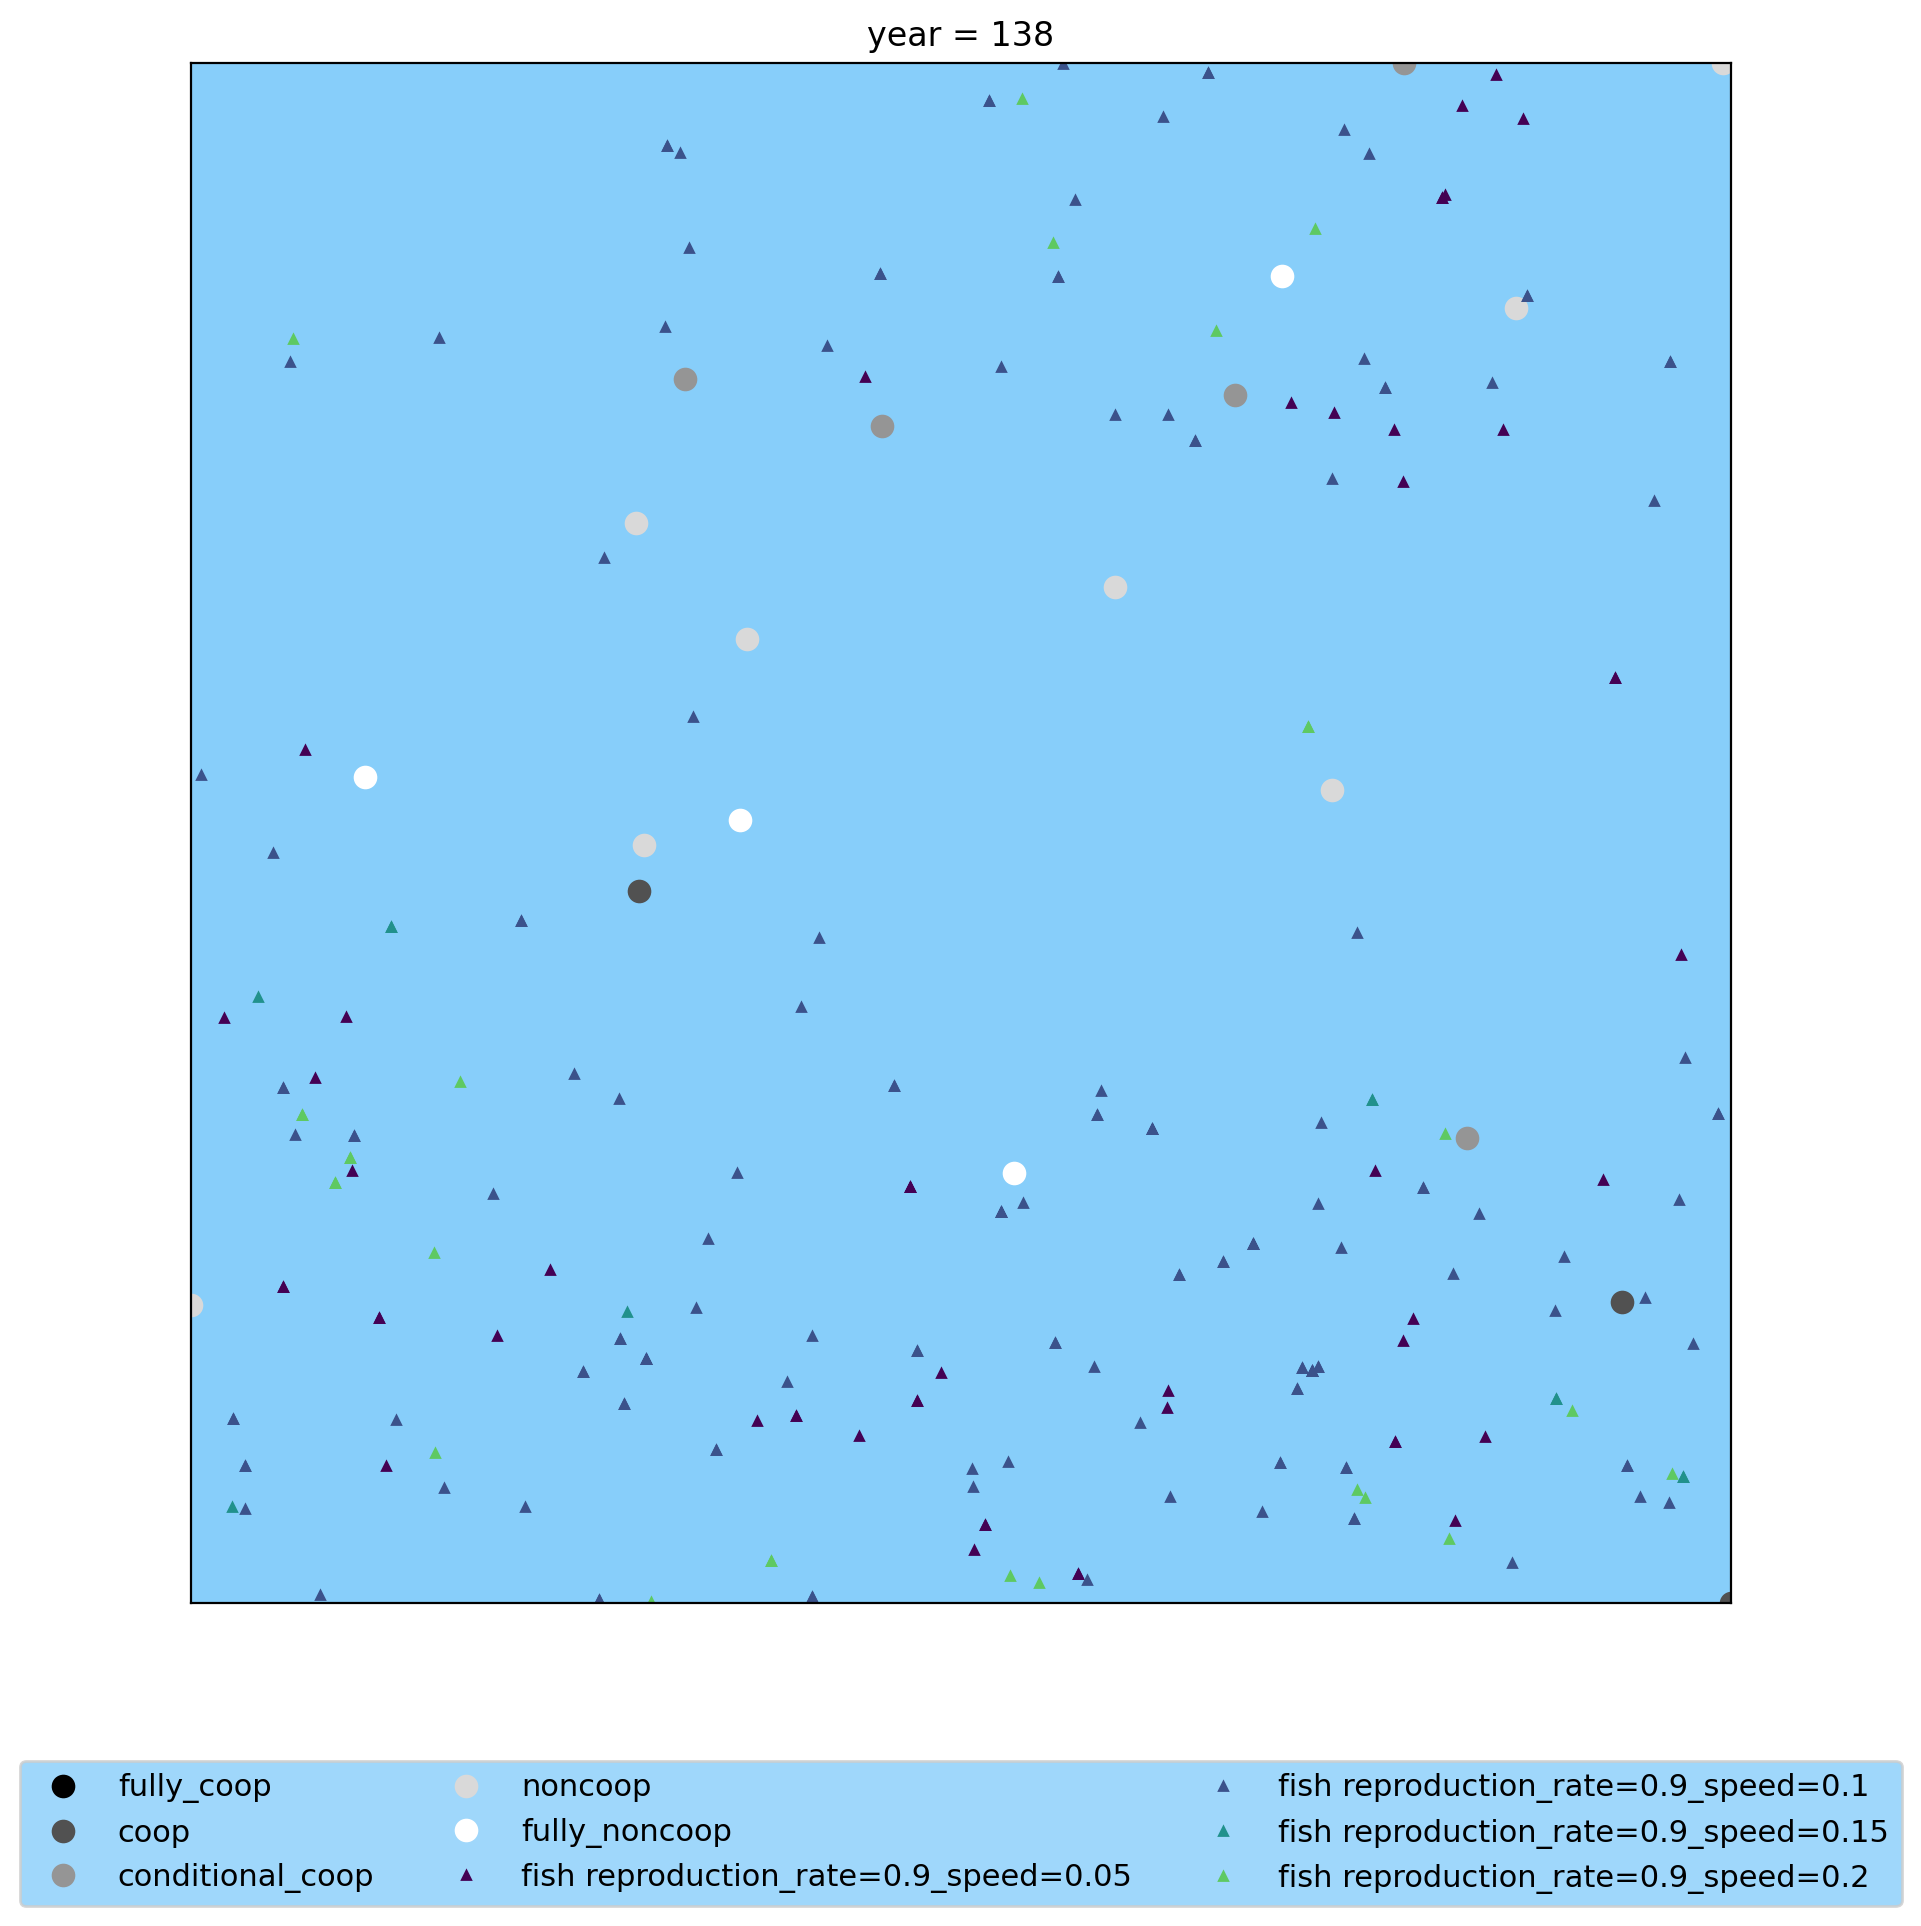 year = 138
fully_coop
coop
conditional_coop
noncoop
fully_noncoop
fish reproduction_rate=0.9_speed=0.05
fish reproduction_rate=0.9_speed=0.1
fish reproduction_rate=0.9_speed=0.15
fish reproduction_rate=0.9_speed=0.2